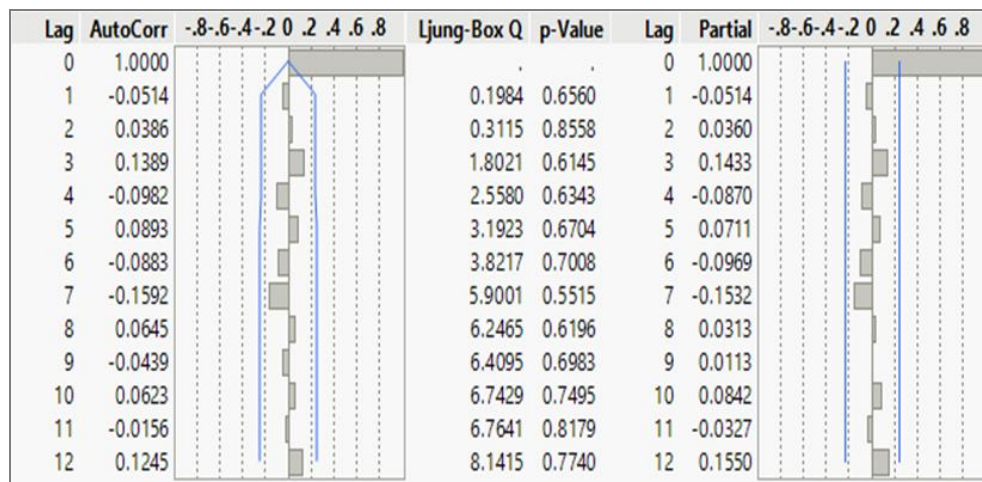 Lag AutoCorr -.8-.6-.4-.2 0 .2 .4 .6 .8 Ljung-Box Q p-Value Lag Partial -.8-.6-.4-.2 0 .2 .4 .6 .8
0 1.0000 . . 0 1.0000
1 -0.0514 0.1984 0.6560 1 -0.0514
2 0.0386 0.3115 0.8558 2 0.0360
3 0.1389 1.8021 0.6145 3 0.1433
4 -0.0982 2.5580 0.6343 4 -0.0870
5 0.0893 3.1923 0.6704 5 0.0711
6 -0.0883 3.8217 0.7008 6 -0.0969
7 -0.1592 5.9001 0.5515 7 -0.1532
8 0.0645 6.2465 0.6196 8 0.0313
9 -0.0439 6.4095 0.6983 9 0.0113
10 0.0623 6.7429 0.7495 10 0.0842
11 -0.0156 6.7641 0.8179 11 -0.0327
12 0.1245 8.1415 0.7740 12 0.1550